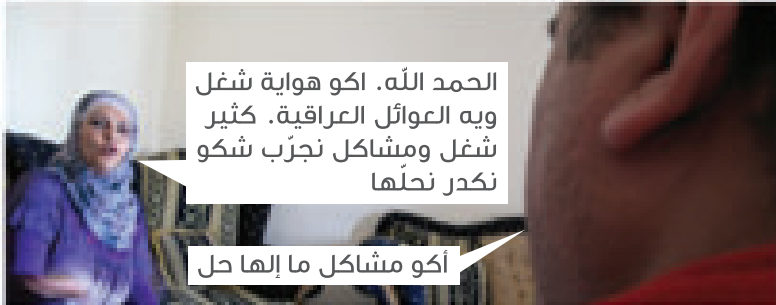 الحمد اللّه. اكو هواية شغل
ويه العوائل العراقية. كثير
شغل ومشاكل نجرّب شكو
نكدر نحلّها
أكو مشاكل ما إلها حل